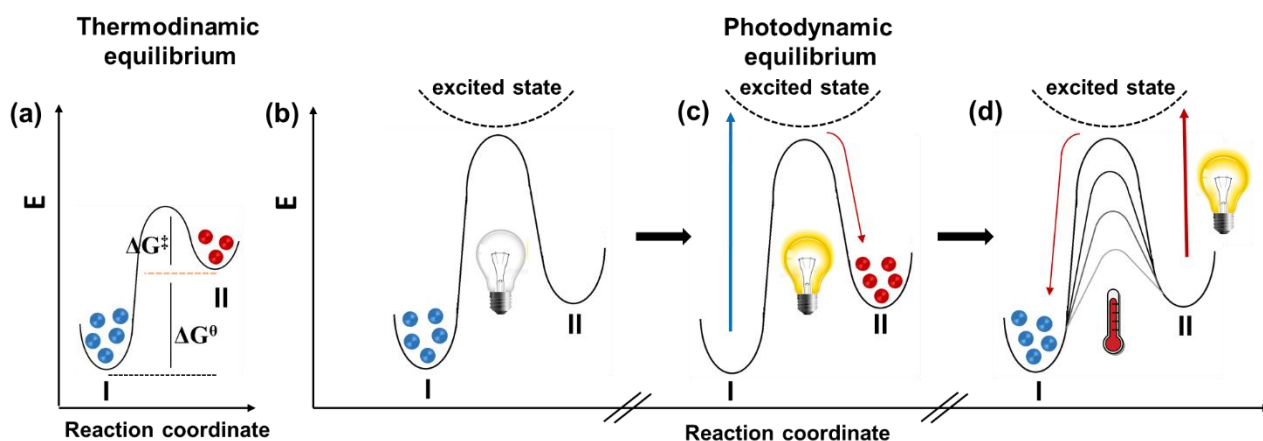 Thermodinamic
equilibrium
Photodynamic
equilibrium
(a)
E
ΔG‡
ΔGθ
I
II
Reaction coordinate
(b)
excited state
E
I
II
(c)
excited state
I
II
(d)
excited state
I
II
Reaction coordinate